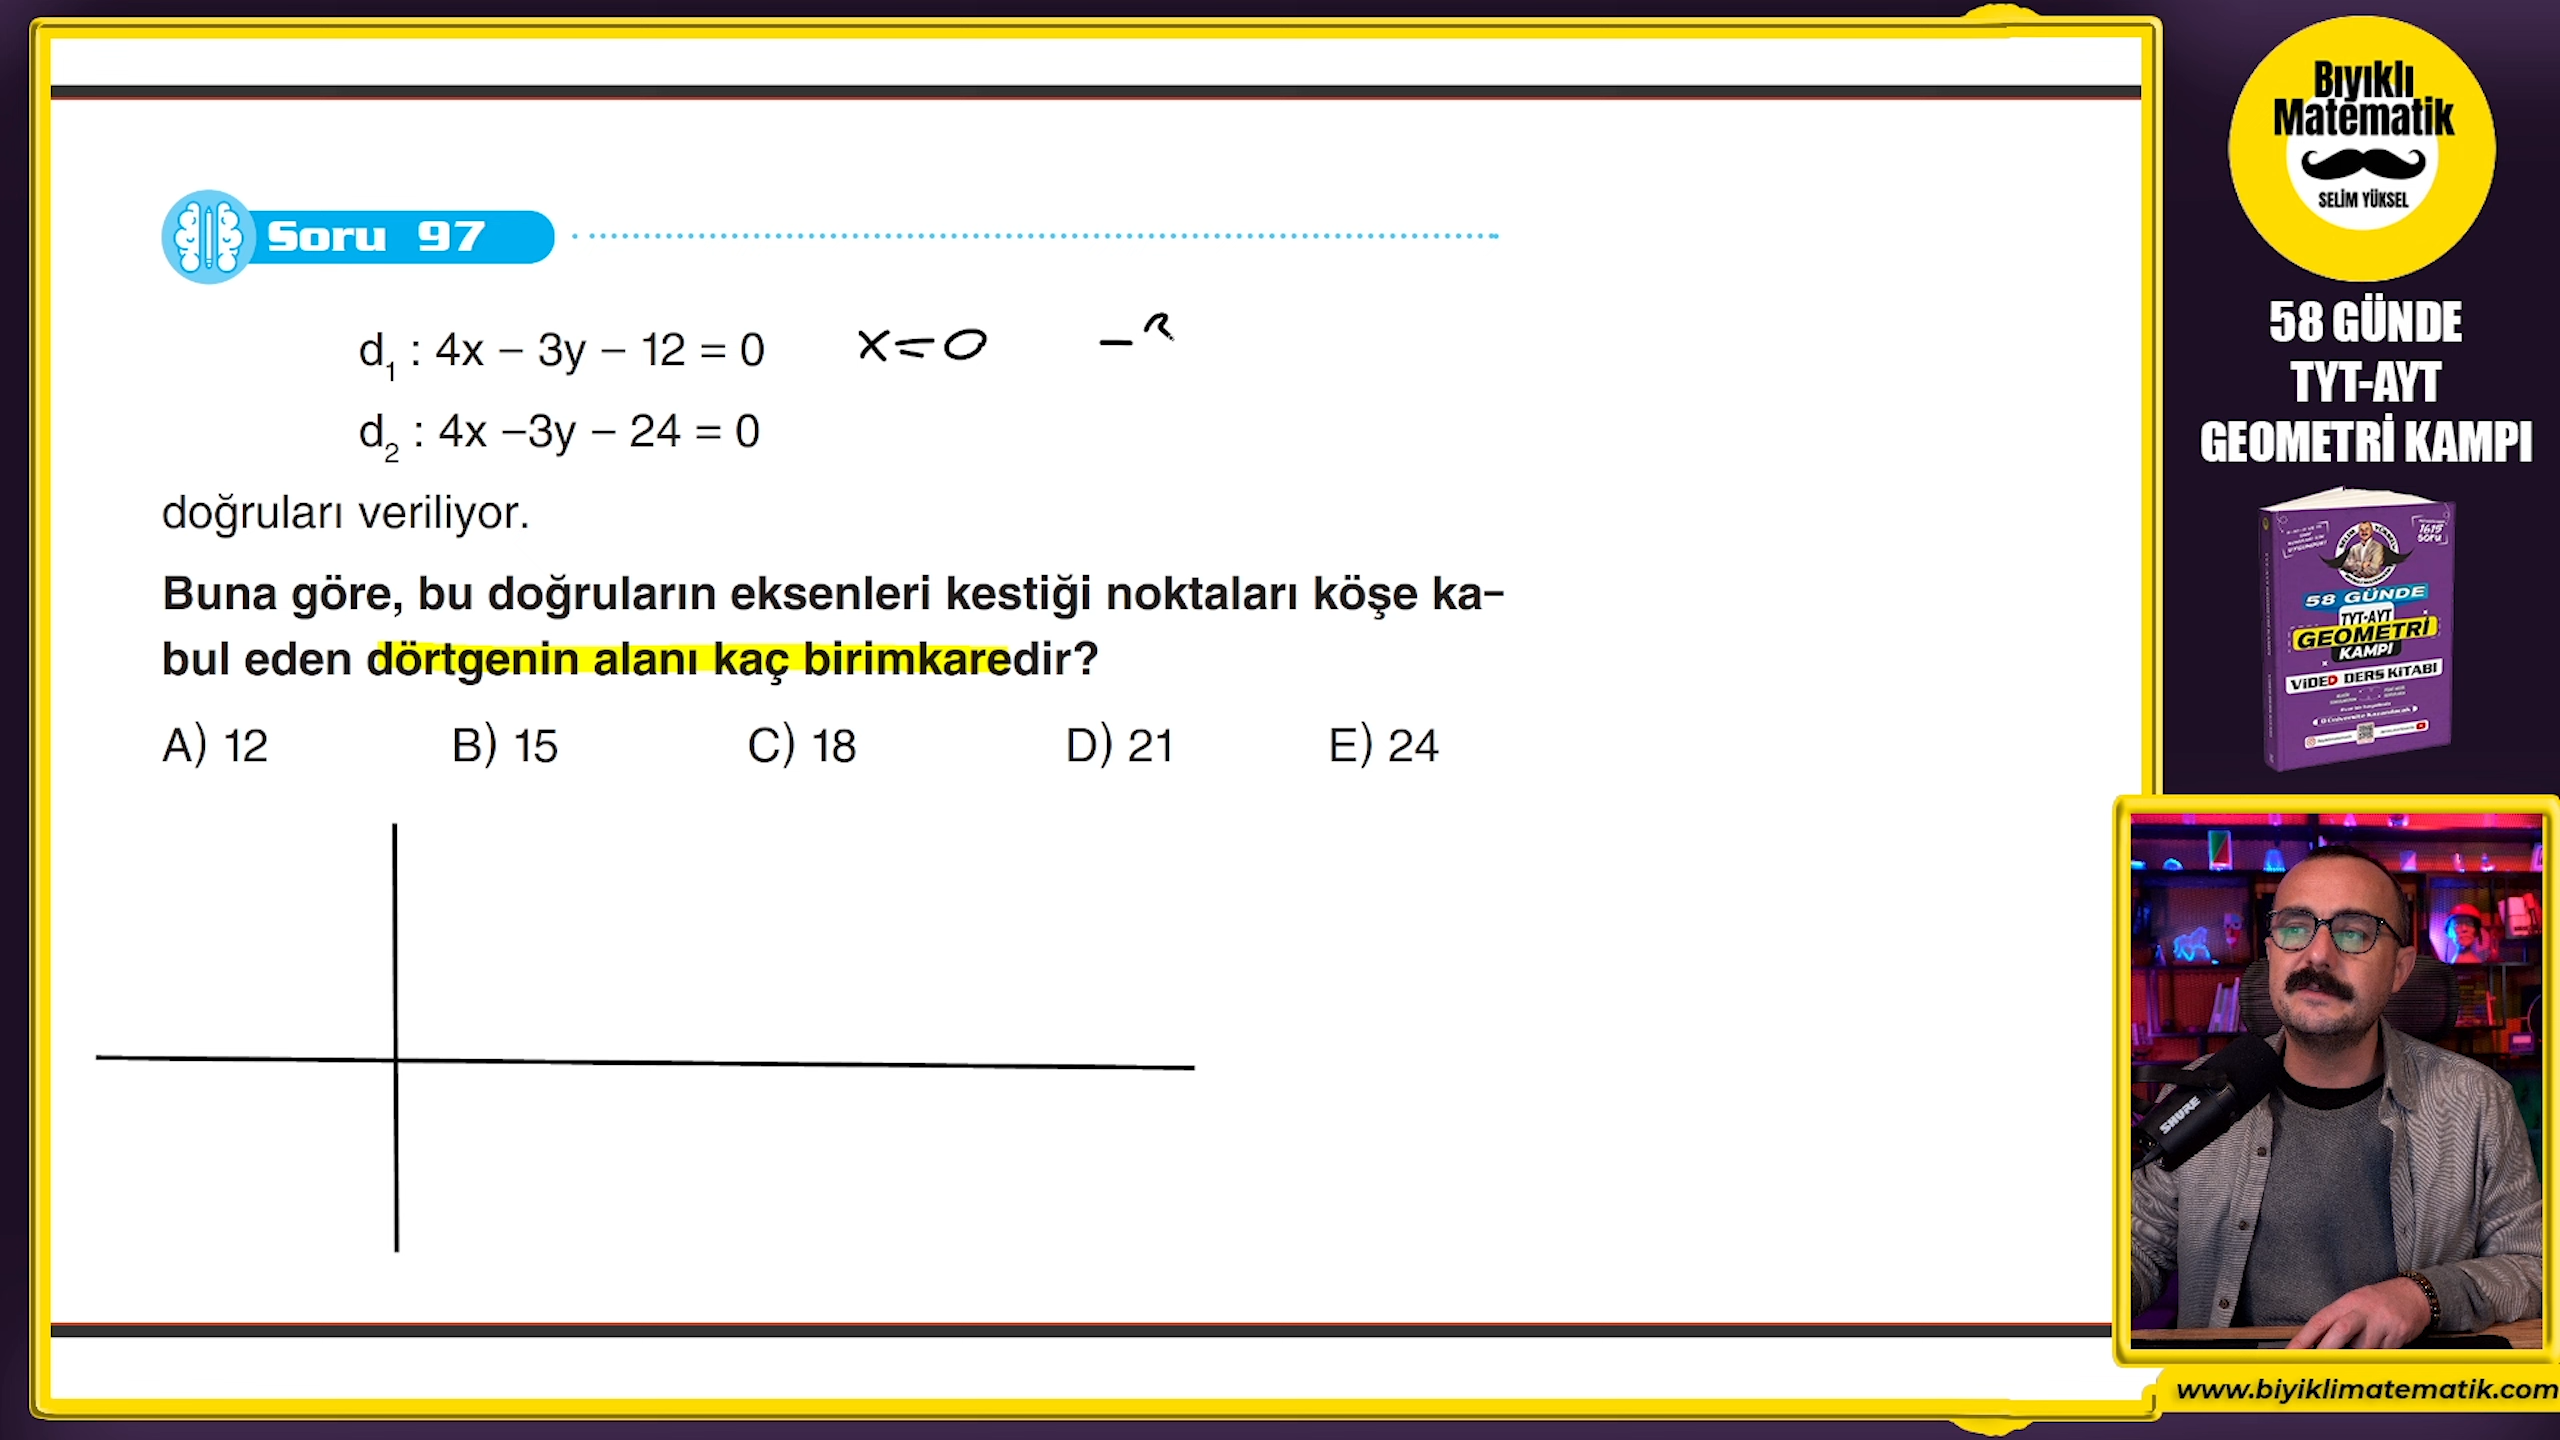 Soru 97
d1 : 4x – 3y – 12 = 0 x=0 –
d2 : 4x –3y – 24 = 0
doğruları veriliyor.
Buna göre, bu doğruların eksenleri kestiği noktaları köşe ka–
bul eden dörtgenin alanı kaç birimkaredir?
A) 12 B) 15 C) 18 D) 21 E) 24
Bıyıklı
Matematik
SELİM YÜKSEL
58 GÜNDE
TYT-AYT
GEOMETRİ KAMPI
1615
soru
58 GÜNDE
TYT-AYT
GEOMETRİ
KAMPI
VİDEO DERS KİTABI
SHURE
www.biyiklimatematik.com